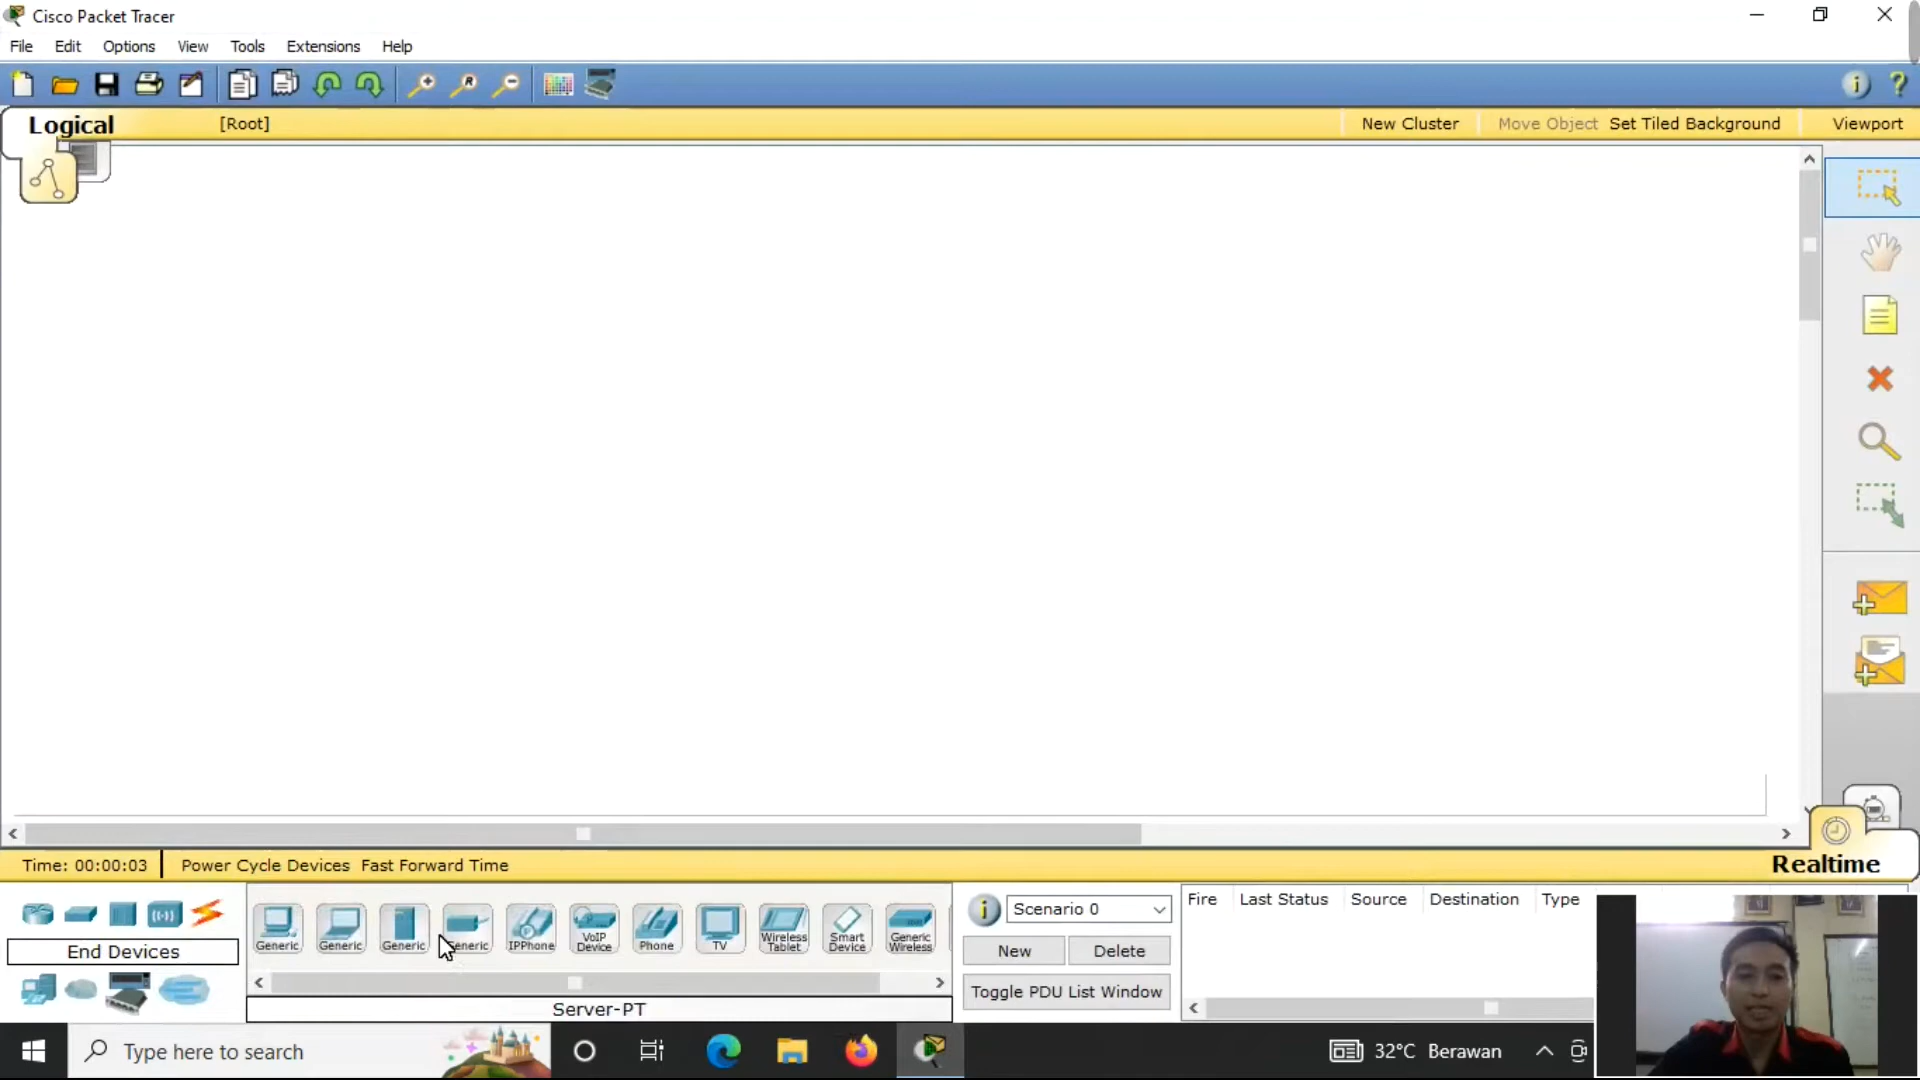 Cisco Packet Tracer
File Edit Options View Tools Extensions Help
Logical [Root] New Cluster Move Object Set Tiled Background Viewport
Time: 00:00:03 Power Cycle Devices Fast Forward Time Realtime
End Devices
Generic Generic Generic Generic IPPhone VoIP Device Phone TV Wireless Tablet Smart Device Generic Wireless
Server-PT
Scenario 0
New Delete
Toggle PDU List Window
Fire Last Status Source Destination Type
Type here to search
32°C Berawan